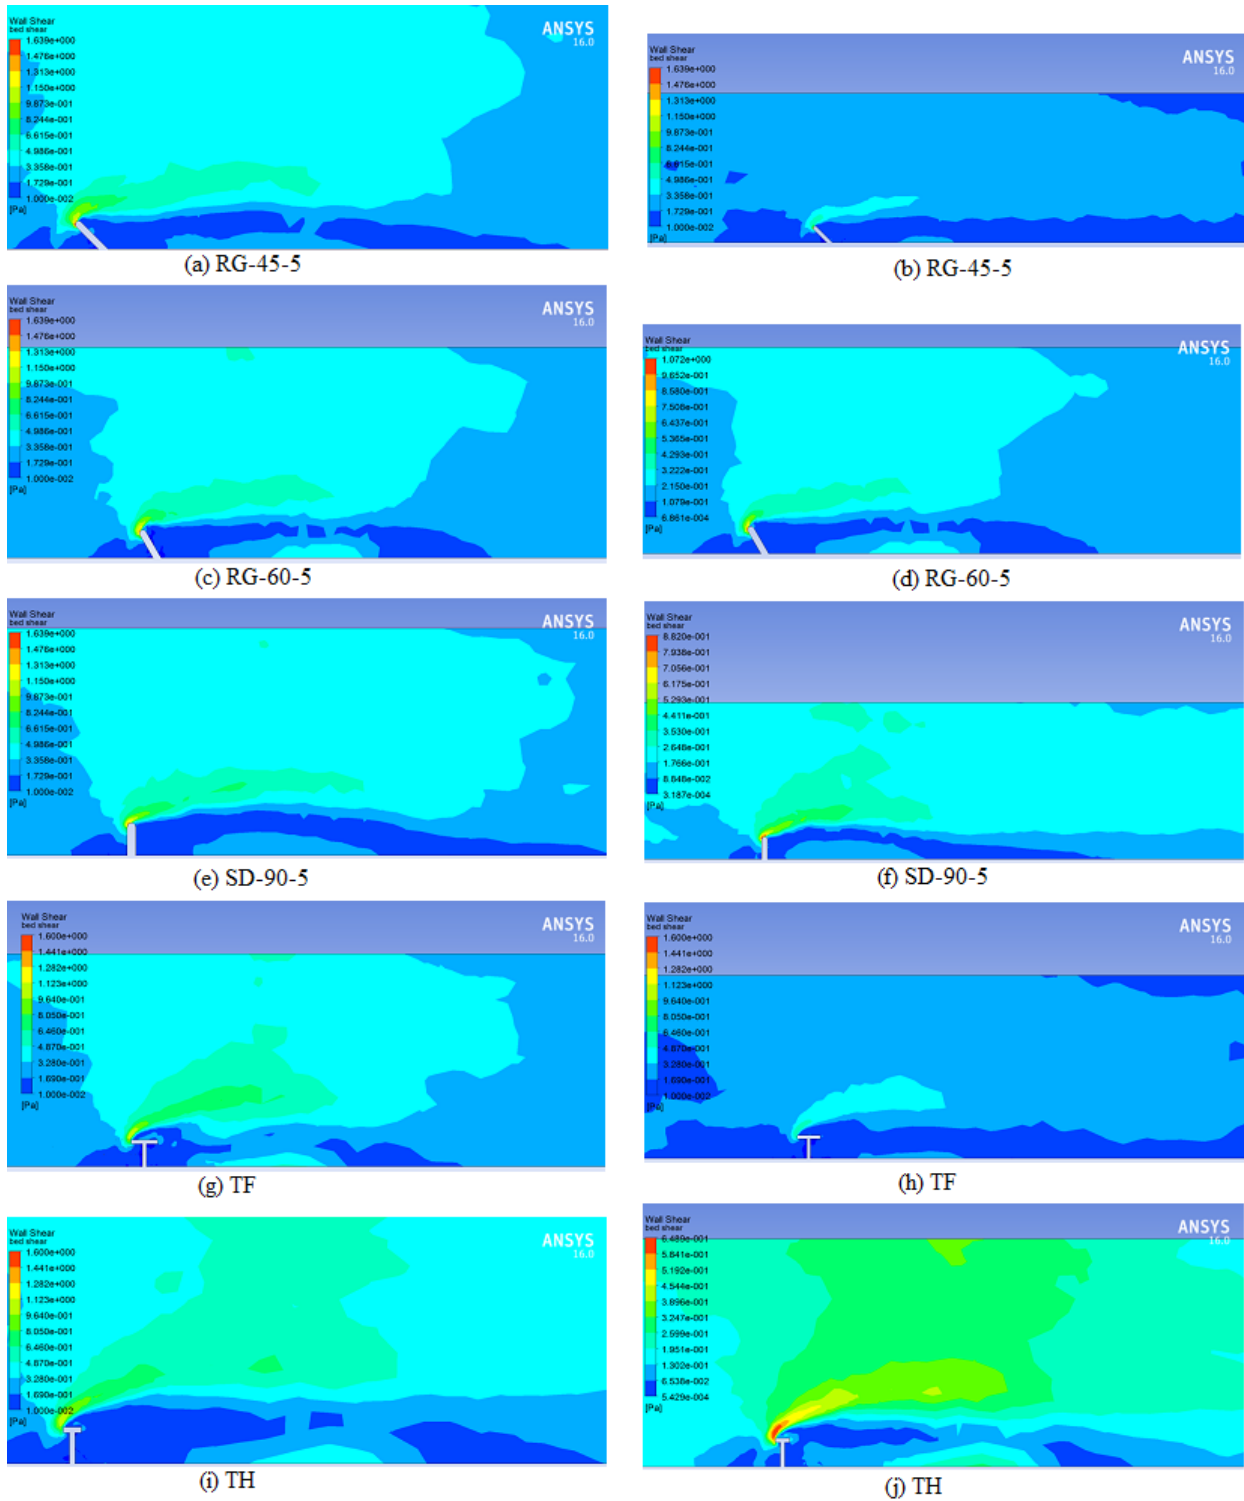 Wall Shear
bed shear
1.639e+000
1.476e+000
1.313e+000
1.150e+000
9.873e-001
8.244e-001
6.615e-001
4.986e-001
3.358e-001
1.729e-001
1.000e-002
[Pa]
ANSYS
16.0
(a) RG-45-5
Wall Shear
bed shear
1.639e+000
1.476e+000
1.313e+000
1.150e+000
9.873e-001
8.244e-001
6.615e-001
4.986e-001
3.358e-001
1.729e-001
1.000e-002
[Pa]
ANSYS
16.0
(b) RG-45-5
Wall Shear
bed shear
1.639e+000
1.476e+000
1.313e+000
1.150e+000
9.873e-001
8.244e-001
6.615e-001
4.986e-001
3.358e-001
1.729e-001
1.000e-002
[Pa]
ANSYS
16.0
(c) RG-60-5
Wall Shear
bed shear
1.072e+000
9.652e-001
8.580e-001
7.508e-001
6.437e-001
5.365e-001
4.293e-001
3.222e-001
2.150e-001
1.079e-001
6.861e-004
[Pa]
ANSYS
16.0
(d) RG-60-5
Wall Shear
bed shear
1.639e+000
1.476e+000
1.313e+000
1.150e+000
9.873e-001
8.244e-001
6.615e-001
4.986e-001
3.358e-001
1.729e-001
1.000e-002
[Pa]
ANSYS
16.0
(e) SD-90-5
Wall Shear
bed shear
8.820e-001
7.938e-001
7.056e-001
6.175e-001
5.293e-001
4.411e-001
3.530e-001
2.648e-001
1.766e-001
8.848e-002
3.187e-004
[Pa]
ANSYS
16.0
(f) SD-90-5
Wall Shear
bed shear
1.600e+000
1.441e+000
1.282e+000
1.123e+000
9.640e-001
8.050e-001
6.460e-001
4.870e-001
3.280e-001
1.690e-001
1.000e-002
[Pa]
ANSYS
16.0
(g) TF
Wall Shear
bed shear
1.600e+000
1.441e+000
1.282e+000
1.123e+000
9.640e-001
8.050e-001
6.460e-001
4.870e-001
3.280e-001
1.690e-001
1.000e-002
[Pa]
ANSYS
16.0
(h) TF
Wall Shear
bed shear
1.600e+000
1.441e+000
1.282e+000
1.123e+000
9.640e-001
8.050e-001
6.460e-001
4.870e-001
3.280e-001
1.690e-001
1.000e-002
[Pa]
ANSYS
16.0
(i) TH
Wall Shear
bed shear
6.489e-001
5.841e-001
5.192e-001
4.544e-001
3.896e-001
3.247e-001
2.599e-001
1.951e-001
1.302e-001
6.538e-002
5.429e-004
[Pa]
ANSYS
16.0
(j) TH